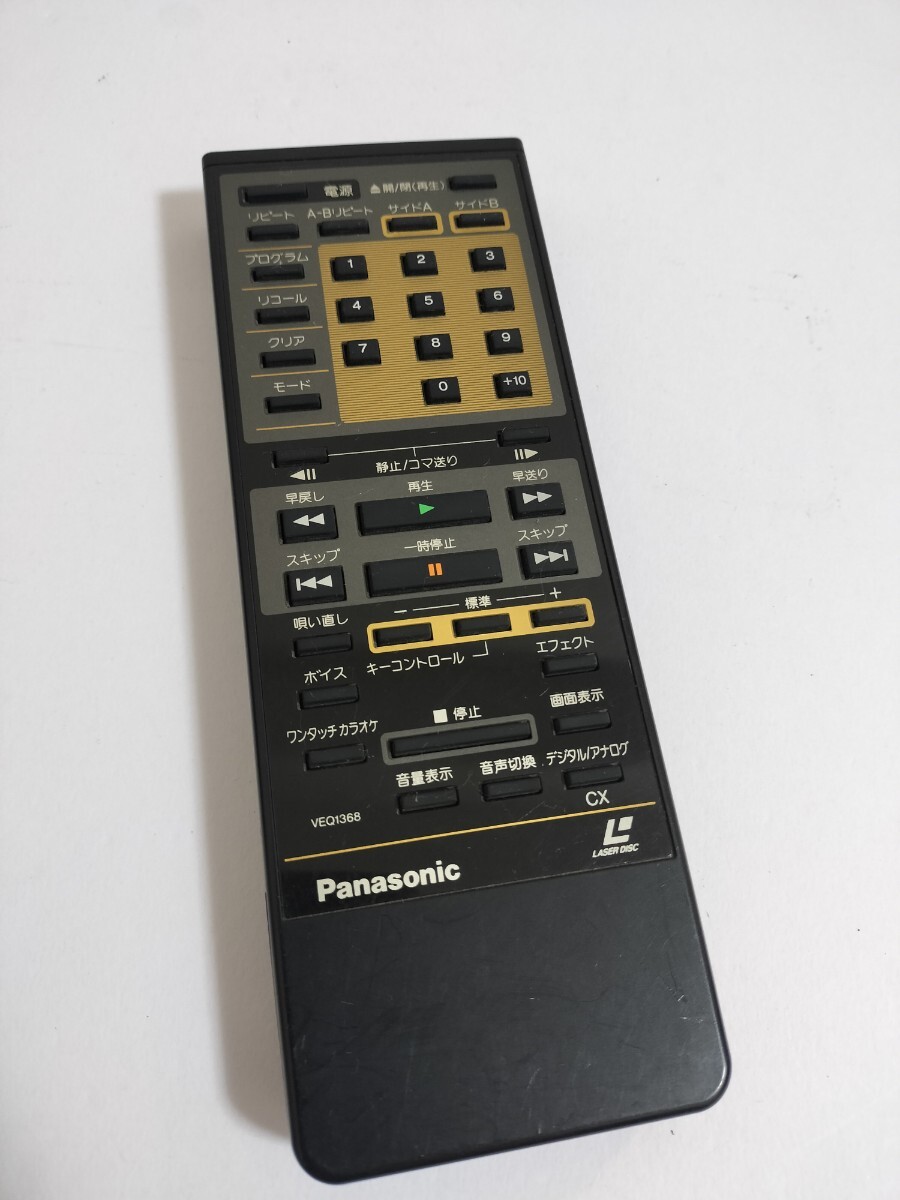 電源 ⏏開/閉(再生)
リピート A-Bリピート サイドA サイドB
プログラム 1 2 3
リコール 4 5 6
クリア 7 8 9
モード 0 +10
静止/コマ送り
早戻し 再生 早送り
スキップ 一時停止 スキップ
唄い直し − 標準 +
キーコントロール エフェクト
ボイス
■ 停止 画面表示
ワンタッチカラオケ
音量表示 音声切換 デジタル/アナログ
CX
VEQ1368
LASER DISC
Panasonic